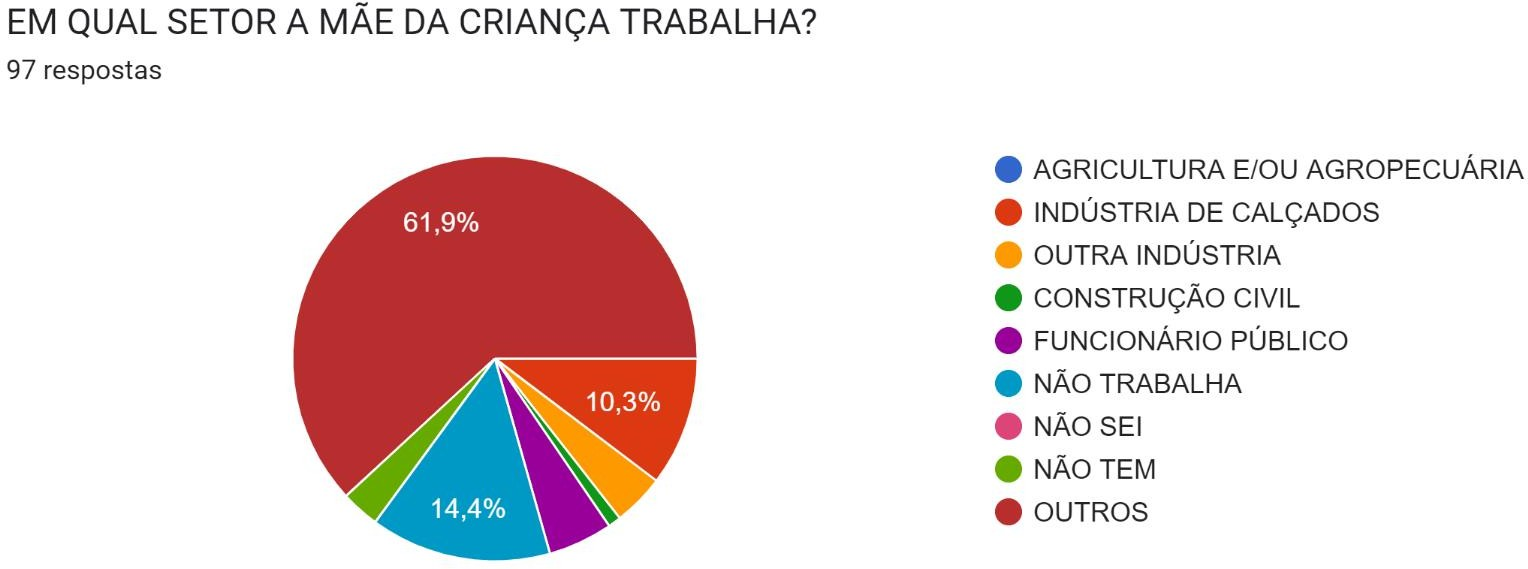 EM QUAL SETOR A MÃE DA CRIANÇA TRABALHA?
97 respostas
61,9%
10,3%
14,4%
AGRICULTURA E/OU AGROPECUÁRIA
INDÚSTRIA DE CALÇADOS
OUTRA INDÚSTRIA
CONSTRUÇÃO CIVIL
FUNCIONÁRIO PÚBLICO
NÃO TRABALHA
NÃO SEI
NÃO TEM
OUTROS